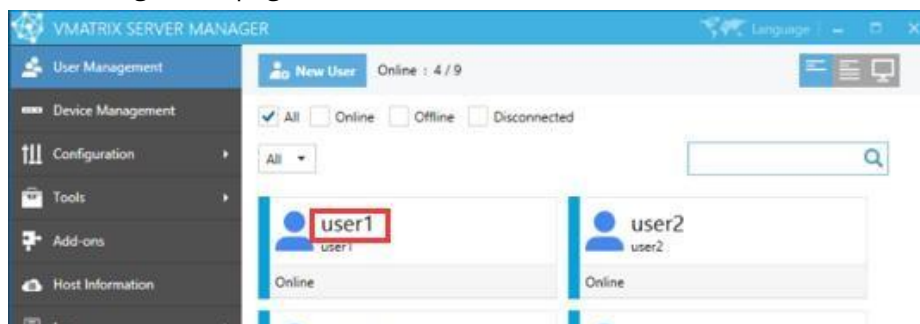 VMATRIX SERVER MANAGER Language
User Management
New User Online : 4 / 9
Device Management
All Online Offline Disconnected
Configuration
All
Tools
user1 user2
user1 user2
Add-ons
Host Information
Online Online